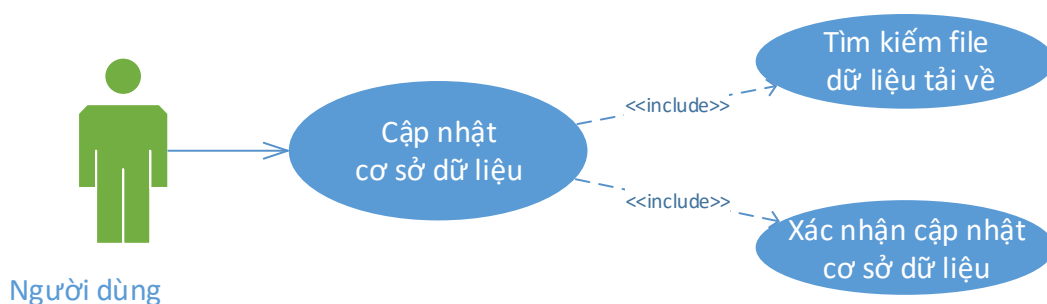 Tìm kiếm file
dữ liệu tải về
<<include>>
Cập nhật
cơ sở dữ liệu
<<include>>
Xác nhận cập nhật
cơ sở dữ liệu
Người dùng